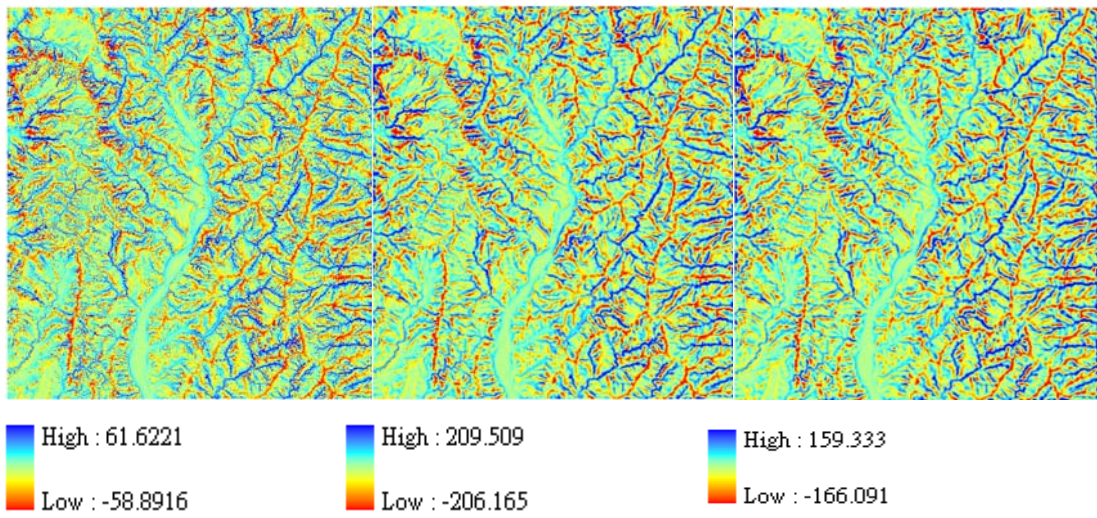 High : 61.6221
Low : -58.8916
High : 209.509
Low : -206.165
High : 159.333
Low : -166.091